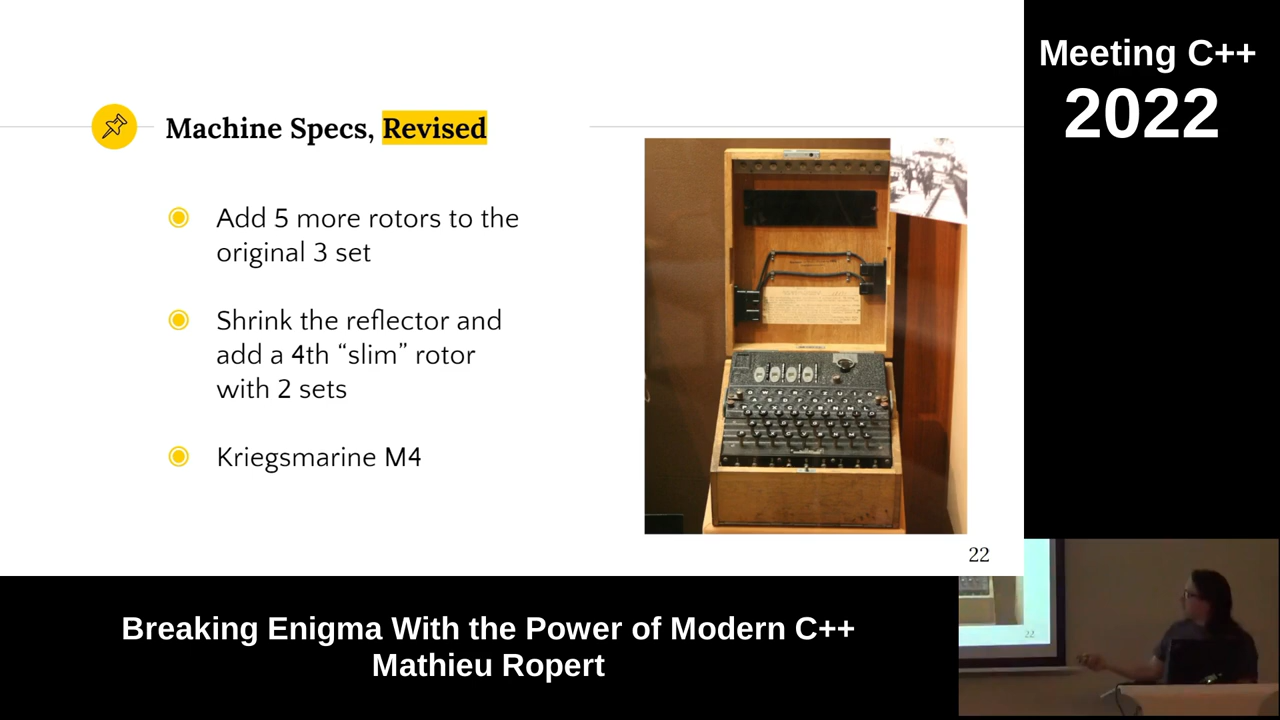 Meeting C++
2022
Machine Specs, Revised
Add 5 more rotors to the
original 3 set
Shrink the reflector and
add a 4th “slim” rotor
with 2 sets
Kriegsmarine M4
22
Breaking Enigma With the Power of Modern C++
Mathieu Ropert